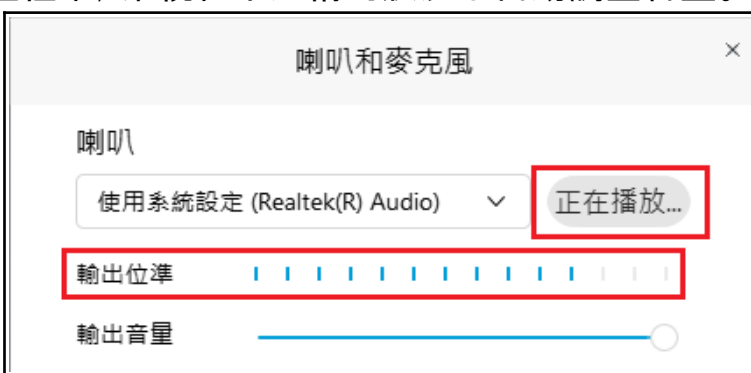 喇叭和麥克風
×
喇叭
使用系統設定 (Realtek(R) Audio)
正在播放...
輸出位準
輸出音量